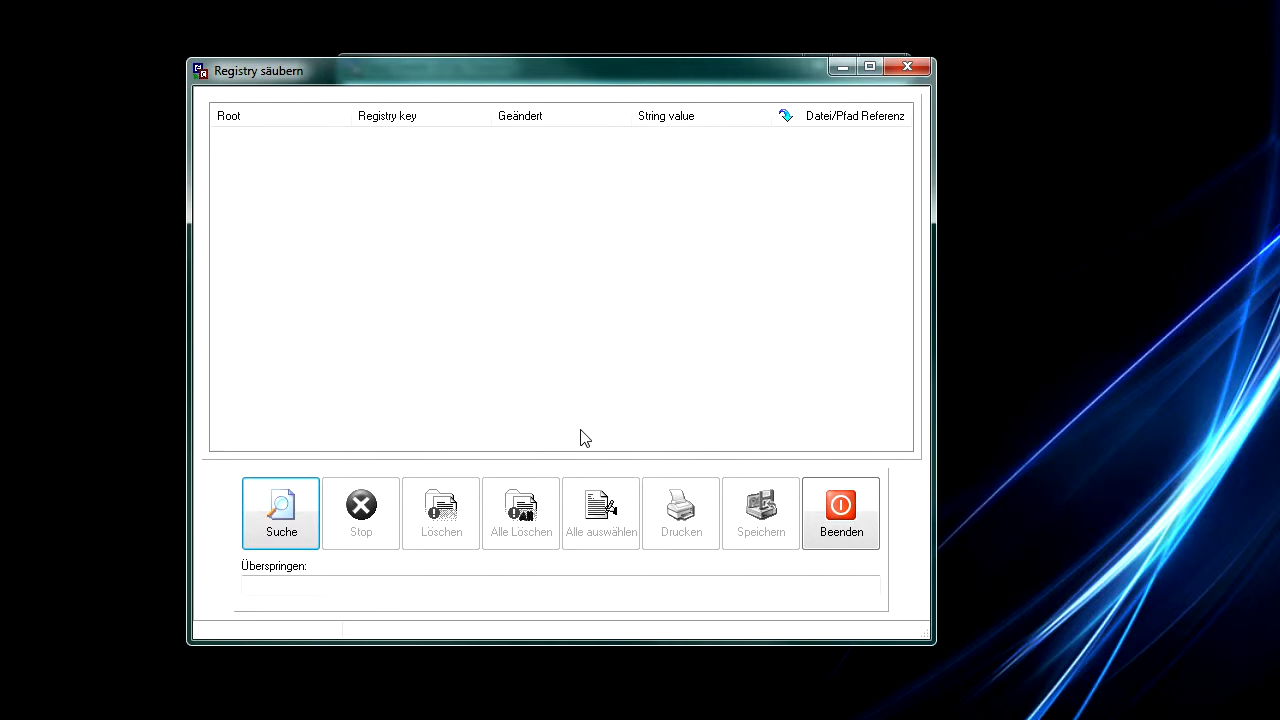 Registry säubern
Root Registry key Geändert String value Datei/Pfad Referenz
Suche Stop Löschen Alle Löschen Alle auswählen Drucken Speichern Beenden
Überspringen: